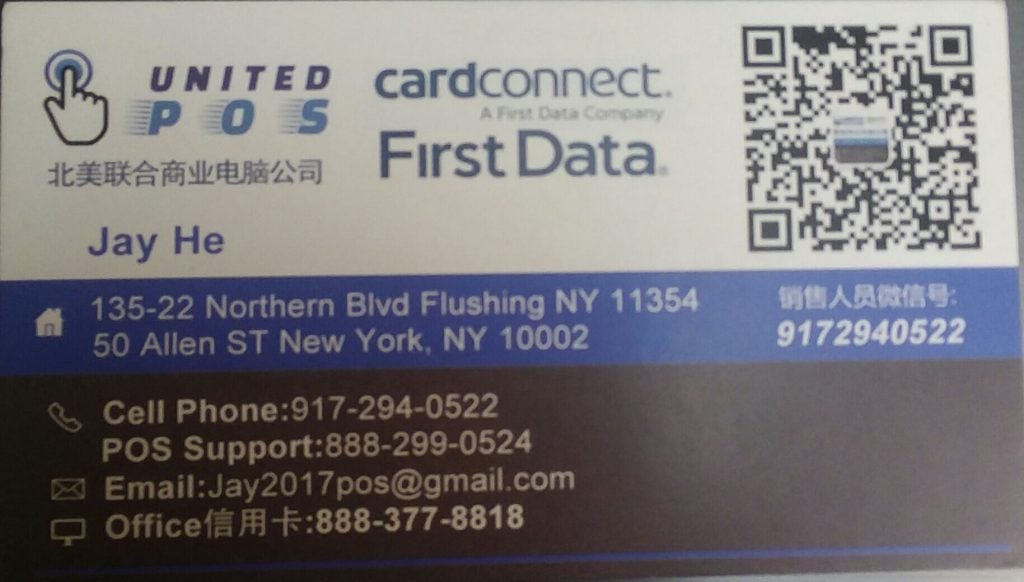 UNITED
POS
北美联合商业电脑公司
cardconnect.
A First Data Company
First Data®
Jay He
135-22 Northern Blvd Flushing NY 11354
50 Allen ST New York, NY 10002
销售人员微信号:
9172940522
Cell Phone:917-294-0522
POS Support:888-299-0524
Email:Jay2017pos@gmail.com
Office信用卡:888-377-8818